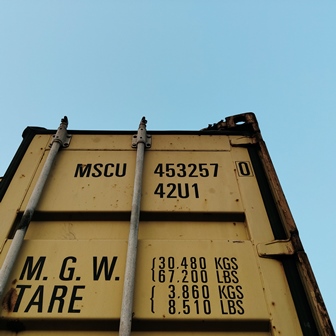 MSCU 453257 0
42U1
M. G. W. {30.480 KGS
{67.200 LBS
TARE { 3.860 KGS
{ 8.510 LBS